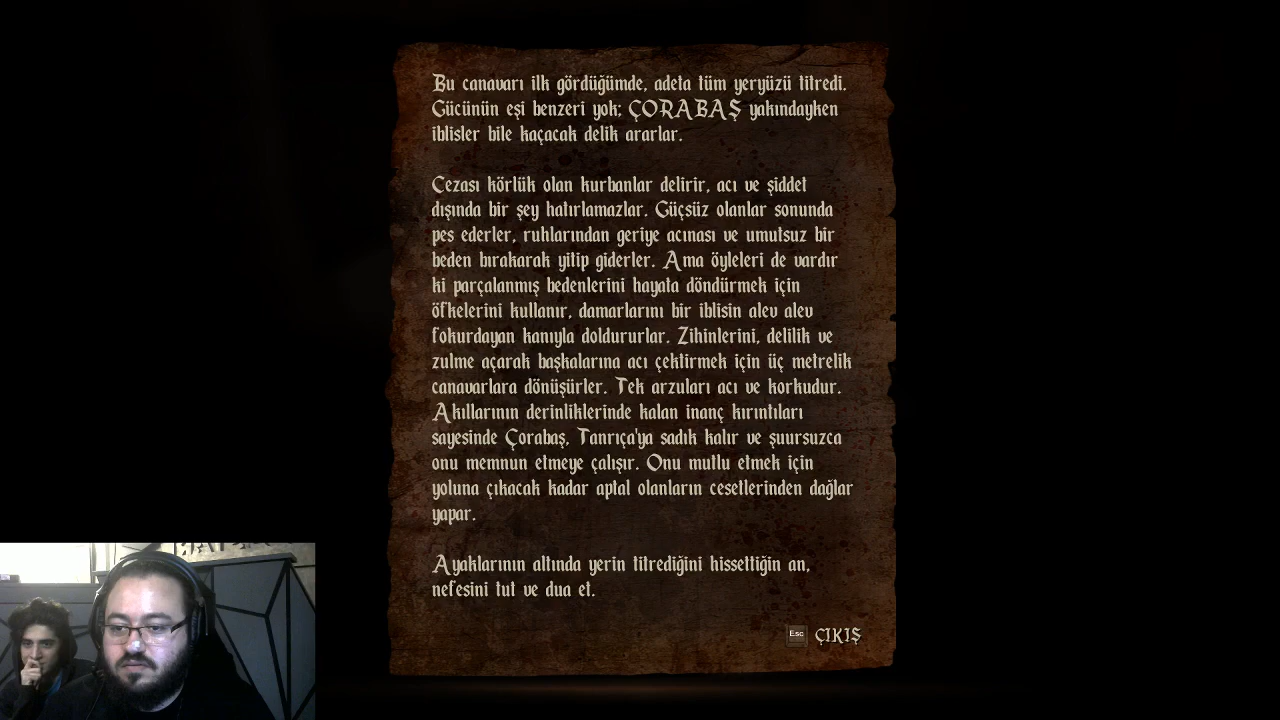 Bu canavarı ilk gördüğümde, adeta tüm yeryüzü titredi.
Gücünün eşi benzeri yok; ÇORABAŞ yakındayken
iblisler bile kaçacak delik ararlar.
Cezası körlük olan kurbanlar delirir, acı ve şiddet
dışında bir şey hatırlamazlar. Güçsüz olanlar sonunda
pes ederler, ruhlarından geriye acınası ve umutsuz bir
beden bırakarak yitip giderler. Ama öyleleri de vardır
ki parçalanmış bedenlerini hayata döndürmek için
öfkelerini kullanır, damarlarını bir iblisin alev alev
fokurdayan kanıyla doldururlar. Zihinlerini, delilik ve
zulme açarak başkalarına acı çektirmek için üç metrelik
canavarlara dönüşürler. Tek arzuları acı ve korkudur.
Akıllarının derinliklerinde kalan inanç kırıntıları
sayesinde Çorabaş, Tanrıça'ya sadık kalır ve şuursuzca
onu memnun etmeye çalışır. Onu mutlu etmek için
yoluna çıkacak kadar aptal olanların cesetlerinden dağlar
yapar.
Ayaklarının altında yerin titrediğini hissettiğin an,
nefesini tut ve dua et.
Esc ÇIKIŞ